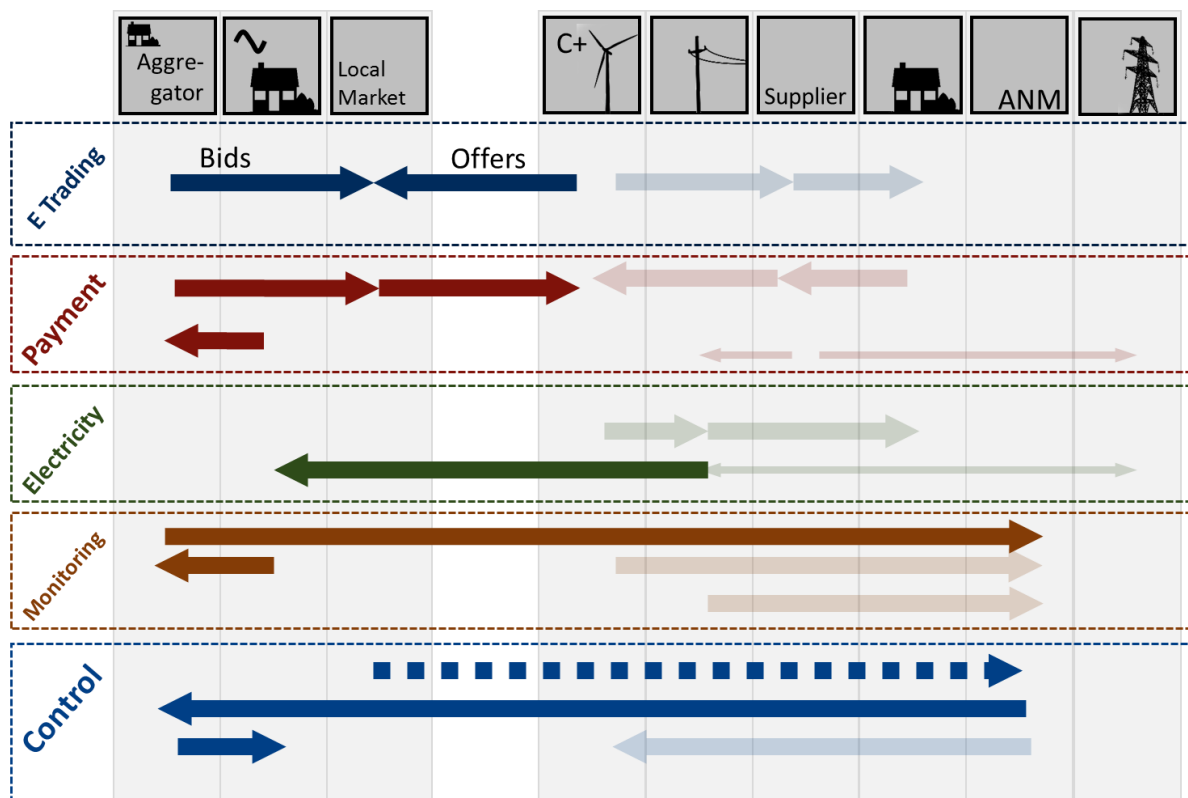 Aggre-
gator
Local
Market
C+
Supplier
ANM
E Trading
Bids
Offers
Payment
Electricity
Monitoring
Control